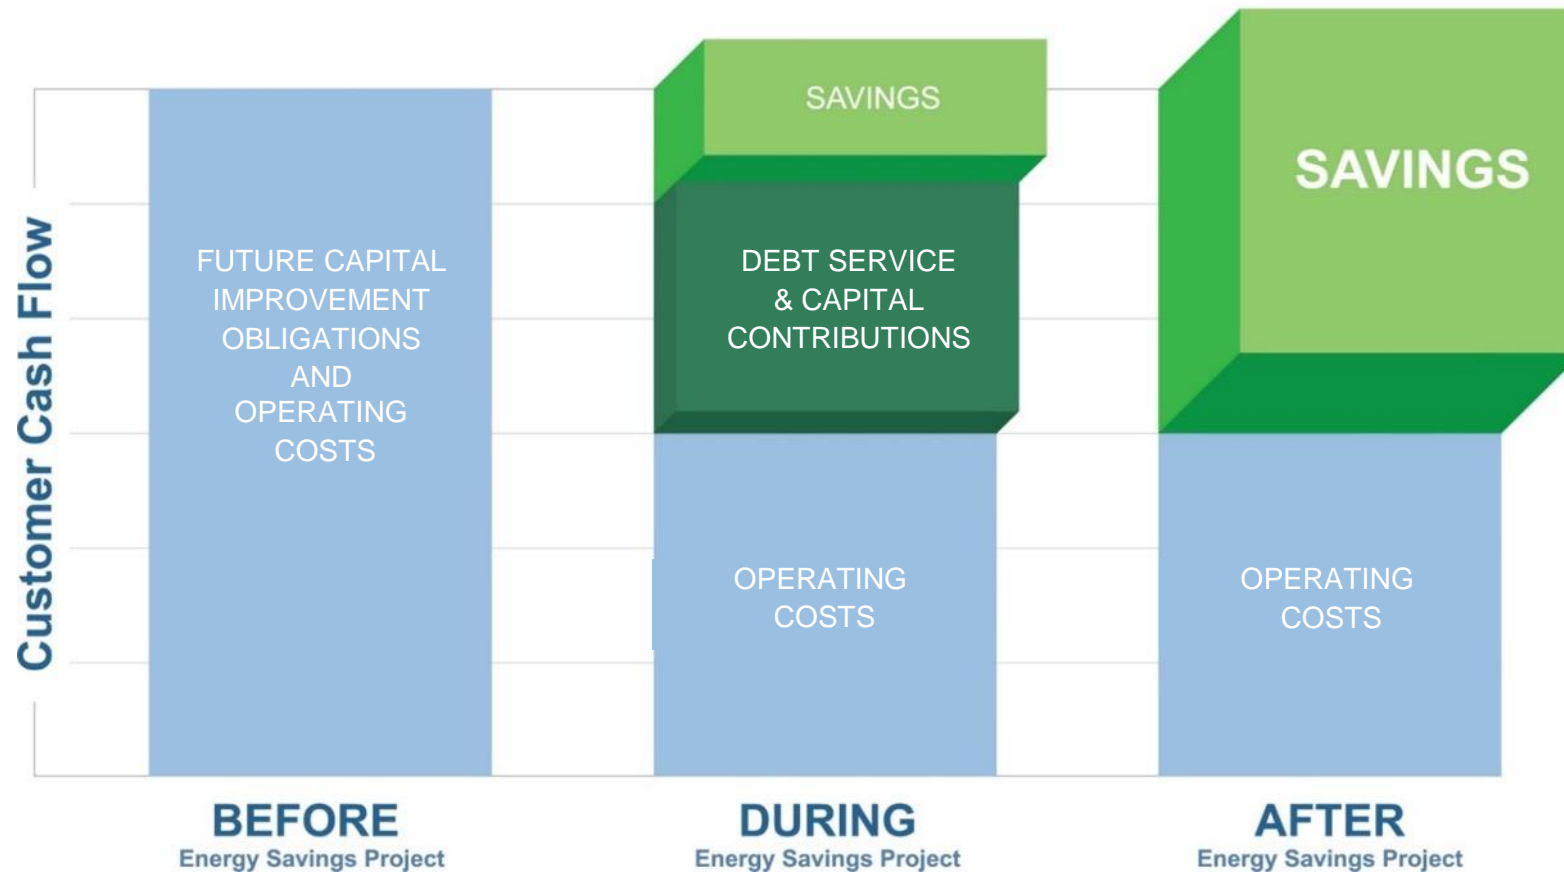 Customer Cash Flow
FUTURE CAPITAL
IMPROVEMENT
OBLIGATIONS
AND
OPERATING
COSTS
SAVINGS
DEBT SERVICE
& CAPITAL
CONTRIBUTIONS
OPERATING
COSTS
SAVINGS
OPERATING
COSTS
BEFORE
Energy Savings Project
DURING
Energy Savings Project
AFTER
Energy Savings Project